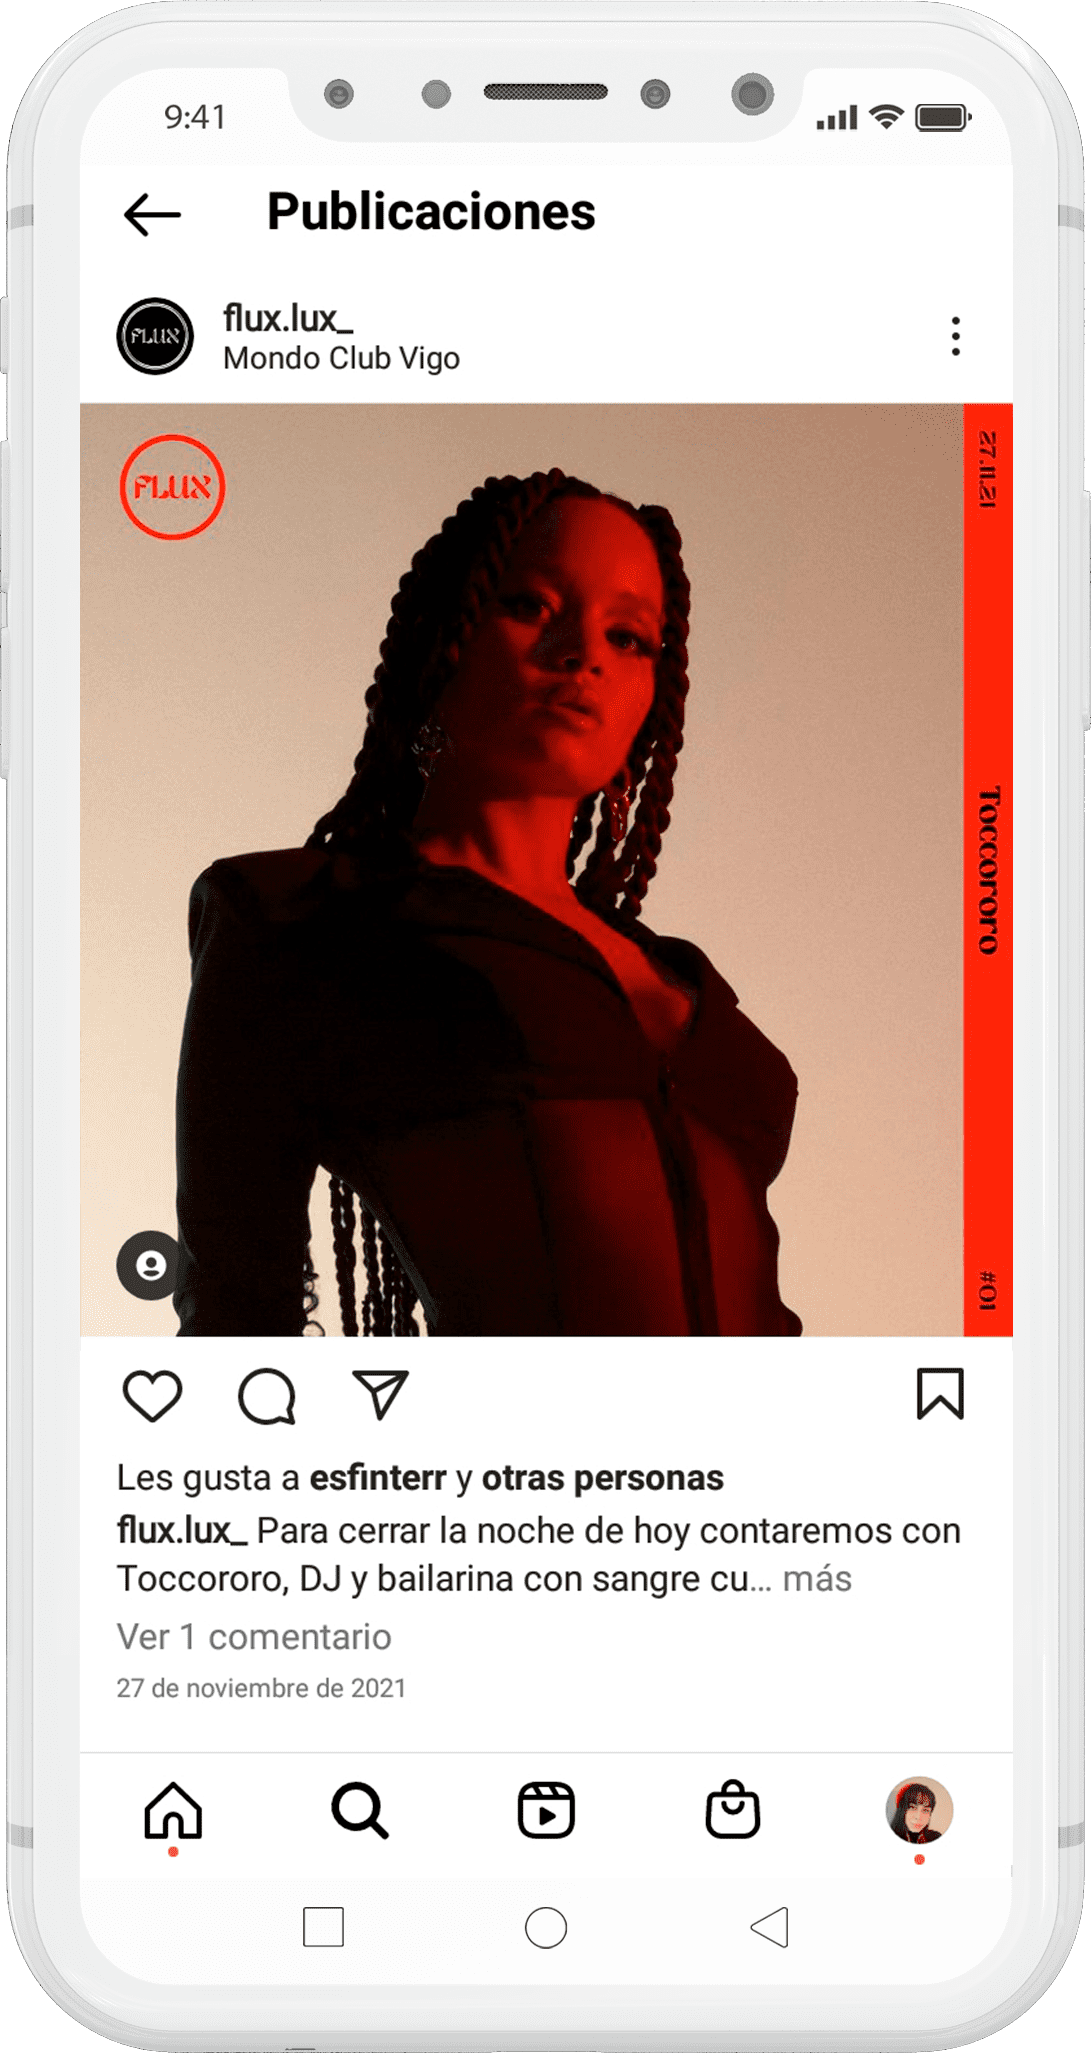 9:41
Publicaciones
FLUX
flux.lux_
Mondo Club Vigo
FLUX
27.11.21
Toccororo
#01
Les gusta a esfinterr y otras personas
flux.lux_ Para cerrar la noche de hoy contaremos con
Toccororo, DJ y bailarina con sangre cu... más
Ver 1 comentario
27 de noviembre de 2021